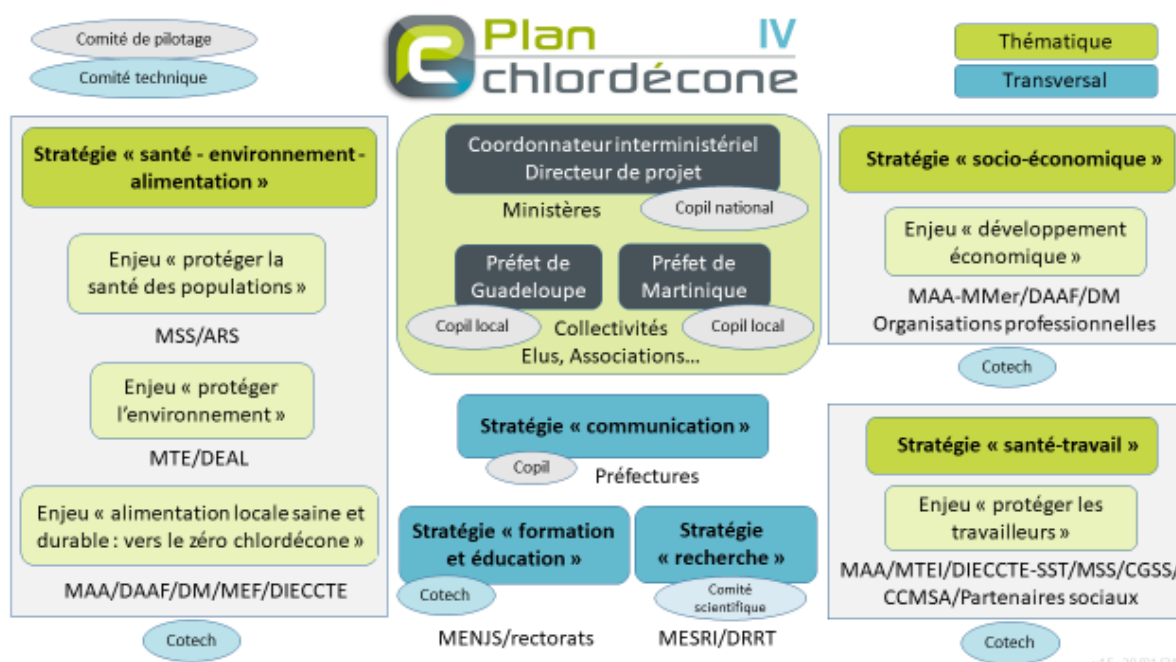 Comité de pilotage
Comité technique
Plan IV
chlordécone
Thématique
Transversal
Stratégie « santé - environnement -
alimentation »
Enjeu « protéger la
santé des populations »
MSS/ARS
Enjeu « protéger
l’environnement »
MTE/DEAL
Enjeu « alimentation locale saine et
durable : vers le zéro chlordécone »
MAA/DAAF/DM/MEF/DIECCTE
Cotech
Coordonnateur interministériel
Directeur de projet
Ministères
Copil national
Préfet de
Guadeloupe
Préfet de
Martinique
Copil local
Collectivités
Copil local
Elus, Associations...
Stratégie « communication »
Copil
Préfectures
Stratégie « formation
et éducation »
Cotech
MENJS/rectorats
Stratégie
« recherche »
Comité
scientifique
MESRI/DRRT
Stratégie « socio-économique »
Enjeu « développement
économique »
MAA-MMer/DAAF/DM
Organisations professionnelles
Cotech
Stratégie « santé-travail »
Enjeu « protéger les
travailleurs »
MAA/MTEI/DIECCTE-SST/MSS/CGSS/
CCMSA/Partenaires sociaux
Cotech